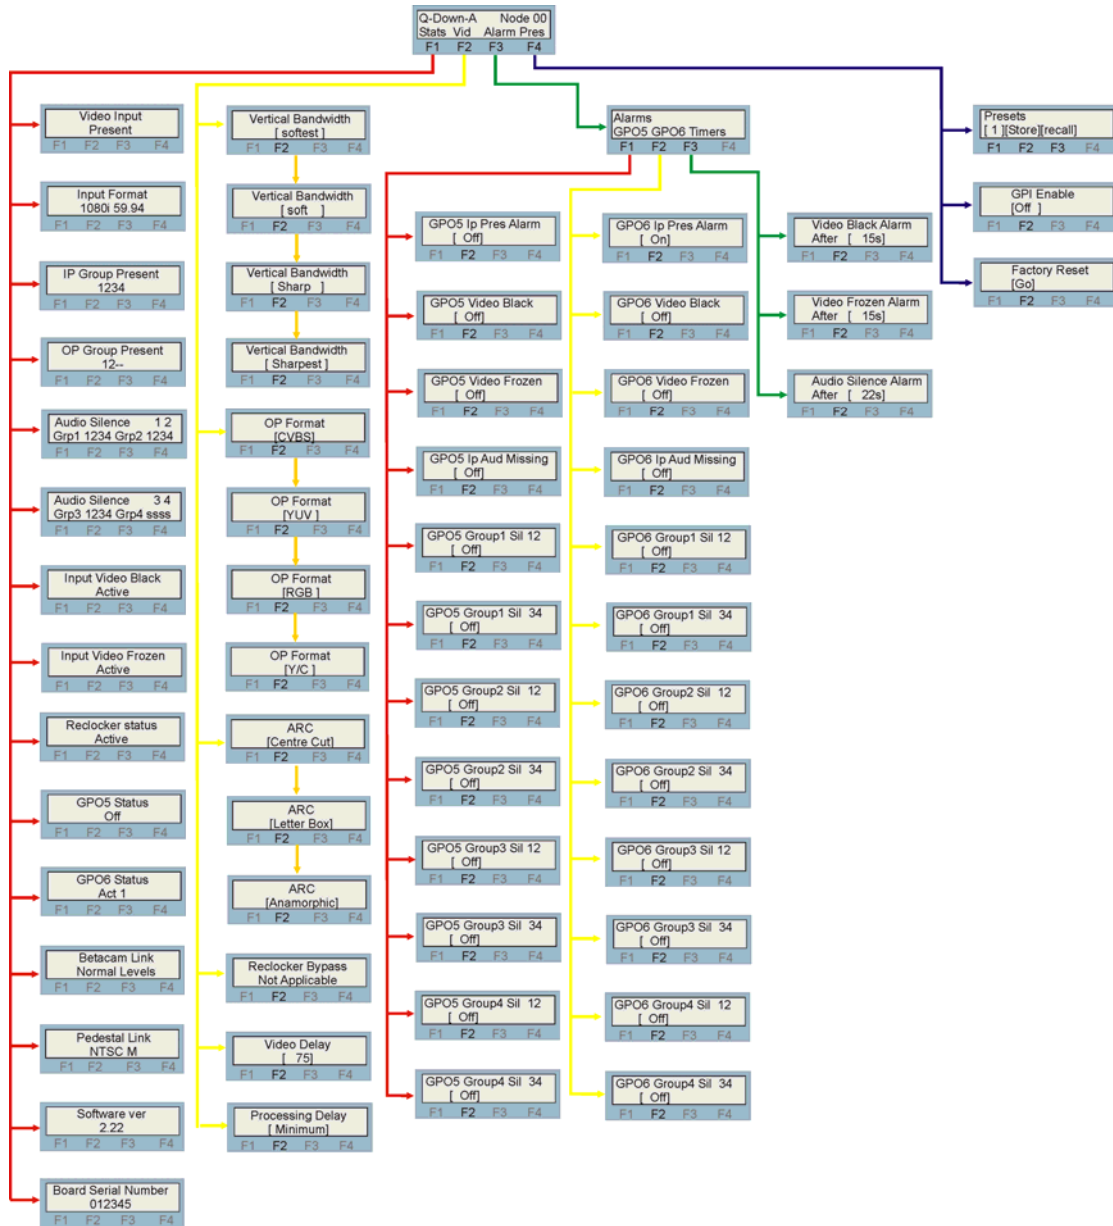 Q-Down-A Node 00
Stats Vid Alarm Pres
F1 F2 F3 F4
Video Input
Present
F1 F2 F3 F4
Input Format
1080i 59.94
F1 F2 F3 F4
IP Group Present
1234
F1 F2 F3 F4
OP Group Present
12--
F1 F2 F3 F4
Audio Silence 1 2
Grp1 1234 Grp2 1234
F1 F2 F3 F4
Audio Silence 3 4
Grp3 1234 Grp4 ssss
F1 F2 F3 F4
Input Video Black
Active
F1 F2 F3 F4
Input Video Frozen
Active
F1 F2 F3 F4
Reclocker status
Active
F1 F2 F3 F4
GPO5 Status
Off
F1 F2 F3 F4
GPO6 Status
Act 1
F1 F2 F3 F4
Betacam Link
Normal Levels
F1 F2 F3 F4
Pedestal Link
NTSC M
F1 F2 F3 F4
Software ver
2.22
F1 F2 F3 F4
Board Serial Number
012345
F1 F2 F3 F4
Vertical Bandwidth
[ softest ]
F1 F2 F3 F4
Vertical Bandwidth
[ soft ]
F1 F2 F3 F4
Vertical Bandwidth
[ Sharp ]
F1 F2 F3 F4
Vertical Bandwidth
[ Sharpest ]
F1 F2 F3 F4
OP Format
[CVBS]
F1 F2 F3 F4
OP Format
[YUV ]
F1 F2 F3 F4
OP Format
[RGB ]
F1 F2 F3 F4
OP Format
[Y/C ]
F1 F2 F3 F4
ARC
[Centre Cut]
F1 F2 F3 F4
ARC
[Letter Box]
F1 F2 F3 F4
ARC
[Anamorphic]
F1 F2 F3 F4
Reclocker Bypass
Not Applicable
F1 F2 F3 F4
Video Delay
[ 75]
F1 F2 F3 F4
Processing Delay
[ Minimum]
F1 F2 F3 F4
Alarms
GPO5 GPO6 Timers
F1 F2 F3 F4
GPO5 Ip Pres Alarm
[ Off]
F1 F2 F3 F4
GPO5 Video Black
[ Off]
F1 F2 F3 F4
GPO5 Video Frozen
[ Off]
F1 F2 F3 F4
GPO5 Ip Aud Missing
[ Off]
F1 F2 F3 F4
GPO5 Group1 Sil 12
[ Off]
F1 F2 F3 F4
GPO5 Group1 Sil 34
[ Off]
F1 F2 F3 F4
GPO5 Group2 Sil 12
[ Off]
F1 F2 F3 F4
GPO5 Group2 Sil 34
[ Off]
F1 F2 F3 F4
GPO5 Group3 Sil 12
[ Off]
F1 F2 F3 F4
GPO5 Group3 Sil 34
[ Off]
F1 F2 F3 F4
GPO5 Group4 Sil 12
[ Off]
F1 F2 F3 F4
GPO5 Group4 Sil 34
[ Off]
F1 F2 F3 F4
GPO6 Ip Pres Alarm
[ On]
F1 F2 F3 F4
GPO6 Video Black
[ Off]
F1 F2 F3 F4
GPO6 Video Frozen
[ Off]
F1 F2 F3 F4
GPO6 Ip Aud Missing
[ Off]
F1 F2 F3 F4
GPO6 Group1 Sil 12
[ Off]
F1 F2 F3 F4
GPO6 Group1 Sil 34
[ Off]
F1 F2 F3 F4
GPO6 Group2 Sil 12
[ Off]
F1 F2 F3 F4
GPO6 Group2 Sil 34
[ Off]
F1 F2 F3 F4
GPO6 Group3 Sil 12
[ Off]
F1 F2 F3 F4
GPO6 Group3 Sil 34
[ Off]
F1 F2 F3 F4
GPO6 Group4 Sil 12
[ Off]
F1 F2 F3 F4
GPO6 Group4 Sil 34
[ Off]
F1 F2 F3 F4
Video Black Alarm
After [ 15s]
F1 F2 F3 F4
Video Frozen Alarm
After [ 15s]
F1 F2 F3 F4
Audio Silence Alarm
After [ 22s]
F1 F2 F3 F4
Presets
[ 1 ][Store][recall]
F1 F2 F3 F4
GPI Enable
[Off ]
F1 F2 F3 F4
Factory Reset
[Go]
F1 F2 F3 F4